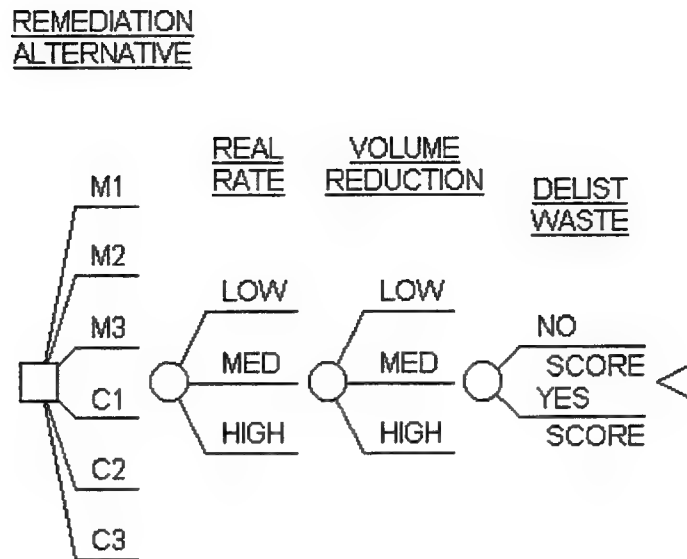 REMEDIATION
ALTERNATIVE
REAL
RATE
VOLUME
REDUCTION
DELIST
WASTE
M1
M2
M3
C1
C2
C3
LOW
MED
HIGH
LOW
MED
HIGH
NO
SCORE
YES
SCORE